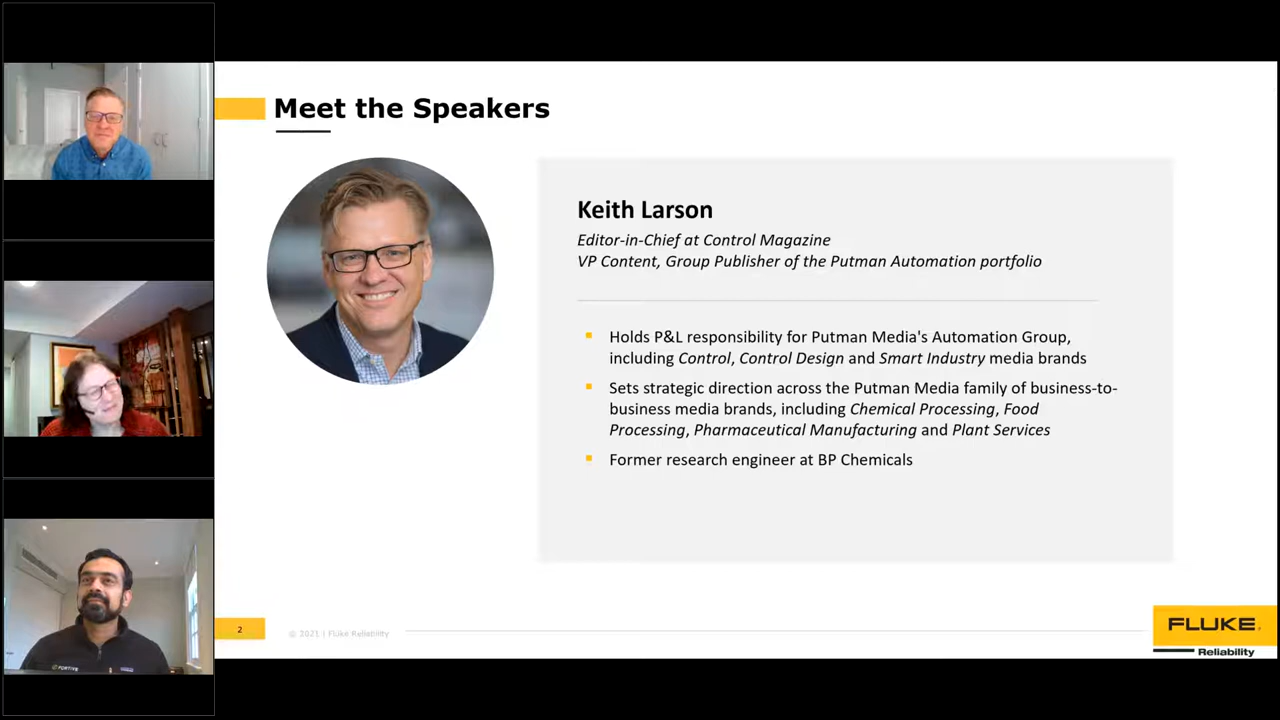 Meet the Speakers
Keith Larson
Editor-in-Chief at Control Magazine
VP Content, Group Publisher of the Putman Automation portfolio
Holds P&L responsibility for Putman Media's Automation Group,
including Control, Control Design and Smart Industry media brands
Sets strategic direction across the Putman Media family of business-to-
business media brands, including Chemical Processing, Food
Processing, Pharmaceutical Manufacturing and Plant Services
Former research engineer at BP Chemicals
2
© 2021 | Fluke Reliability
FLUKE®
Reliability
FORTIVE